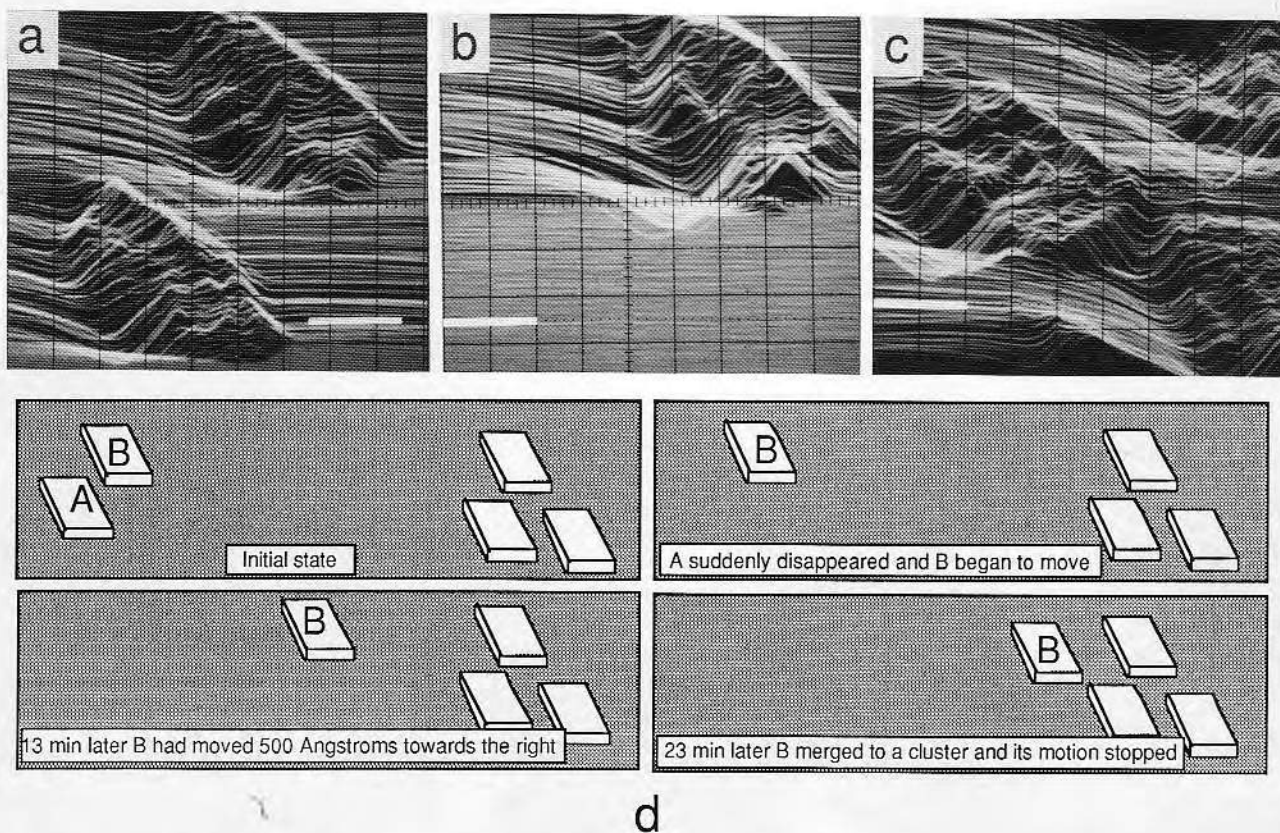 a
b
c
B
A
Initial state
B
A suddenly disappeared and B began to move
B
13 min later B had moved 500 Angstroms towards the right
B
23 min later B merged to a cluster and its motion stopped
d